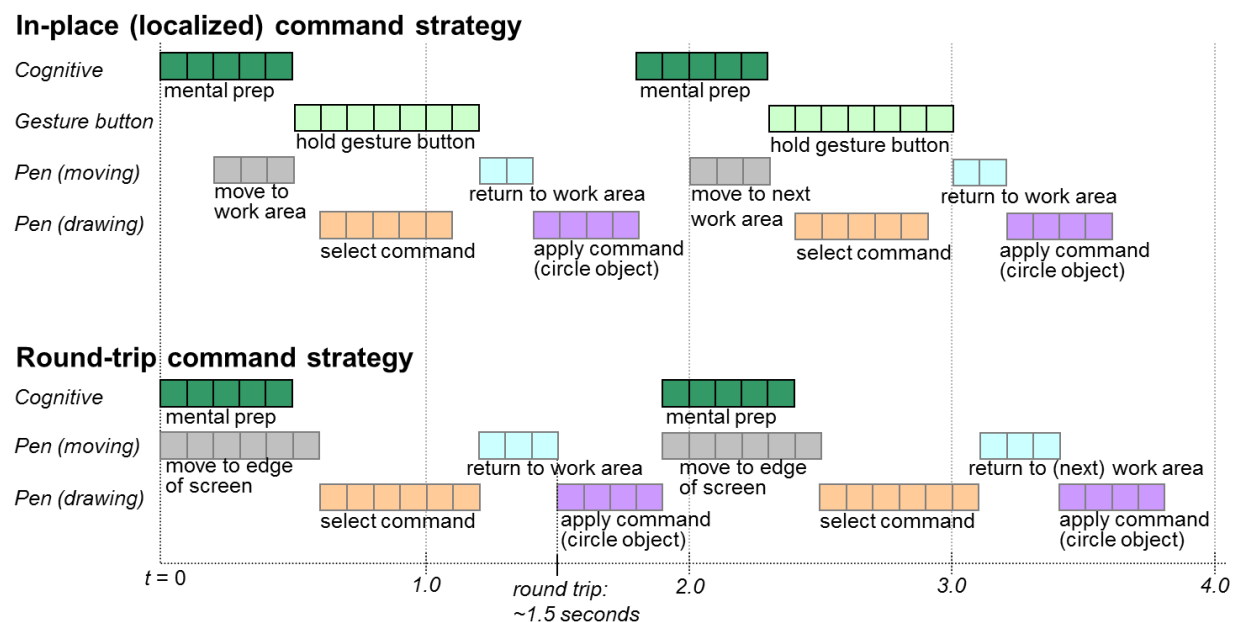 In-place (localized) command strategy
Cognitive
mental prep
mental prep
Gesture button
hold gesture button
hold gesture button
Pen (moving)
move to
work area
return to work area
move to next
work area
return to work area
Pen (drawing)
select command
apply command
(circle object)
select command
apply command
(circle object)
Round-trip command strategy
Cognitive
mental prep
mental prep
Pen (moving)
move to edge
of screen
return to work area
move to edge
of screen
return to (next) work area
Pen (drawing)
select command
apply command
(circle object)
select command
apply command
(circle object)
t = 0
1.0
2.0
3.0
4.0
round trip:
~1.5 seconds